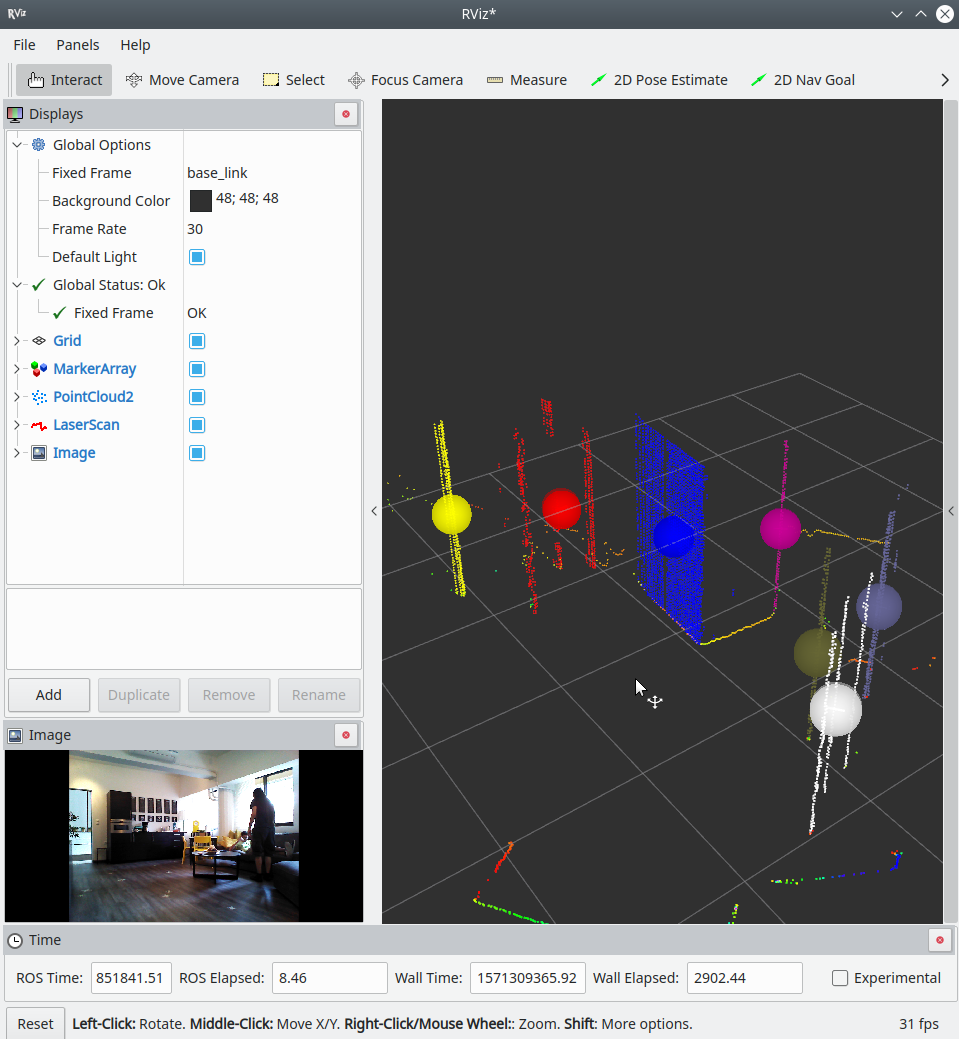 RViz
RViz*
File Panels Help
Interact Move Camera Select Focus Camera Measure 2D Pose Estimate 2D Nav Goal
Displays
Global Options
Fixed Frame base_link
Background Color 48; 48; 48
Frame Rate 30
Default Light
Global Status: Ok
Fixed Frame OK
Grid
MarkerArray
PointCloud2
LaserScan
Image
Add Duplicate Remove Rename
Image
Time
ROS Time: 851841.51 ROS Elapsed: 8.46 Wall Time: 1571309365.92 Wall Elapsed: 2902.44 Experimental
Reset Left-Click: Rotate. Middle-Click: Move X/Y. Right-Click/Mouse Wheel:: Zoom. Shift: More options. 31 fps